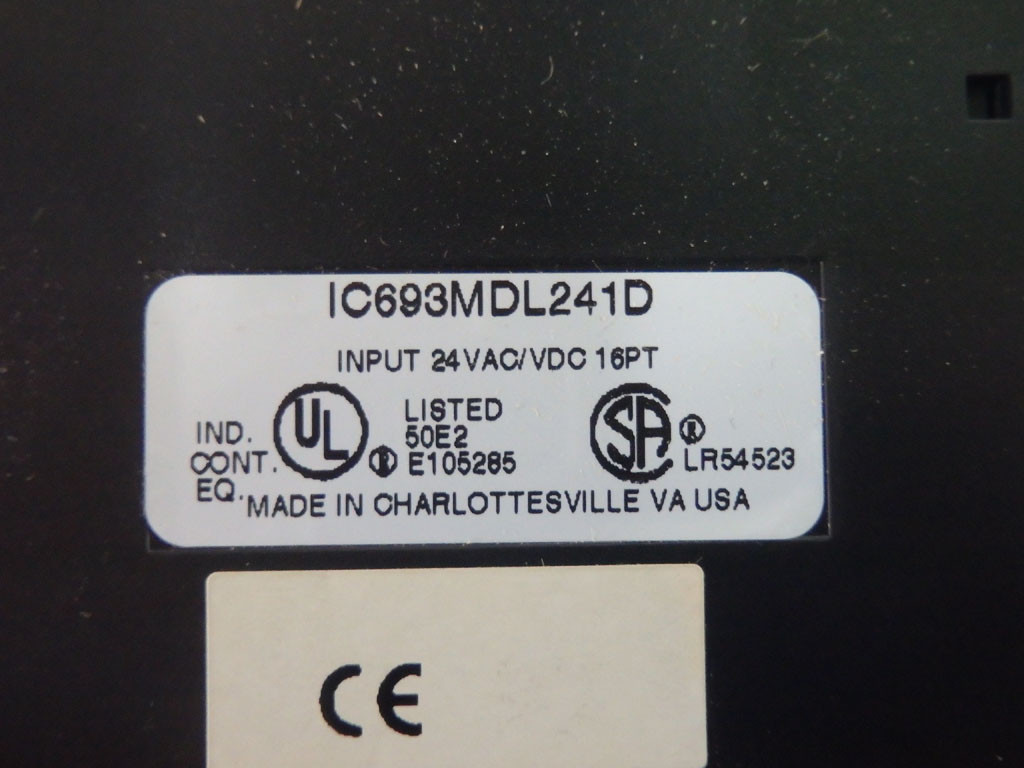 IC693MDL241D
INPUT 24VAC/VDC 16PT
IND.
CONT.
EQ.
UL ®
LISTED
50E2
E105285
SA ®
LR54523
MADE IN CHARLOTTESVILLE VA USA
CE